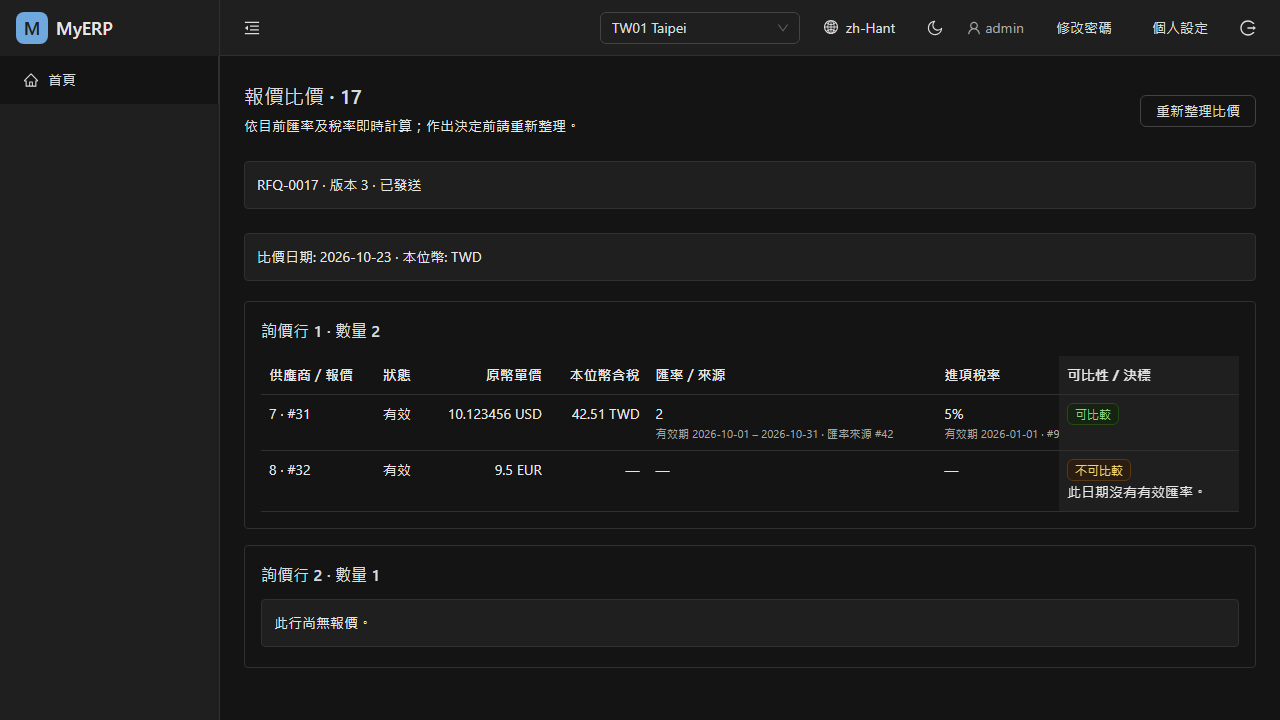 M MyERP
TW01 Taipei
zh-Hant
admin
修改密碼
個人設定
首頁
報價比價 · 17
依目前匯率及稅率即時計算；作出決定前請重新整理。
重新整理比價
RFQ-0017 · 版本 3 · 已發送
比價日期: 2026-10-23 · 本位幣: TWD
詢價行 1 · 數量 2
供應商 / 報價 狀態 原幣單價 本位幣含稅 匯率 / 來源 進項稅率 可比性 / 決標
7 · #31 有效 10.123456 USD 42.51 TWD 2 5% 可比較
有效期 2026-10-01 – 2026-10-31 · 匯率來源 #42 有效期 2026-01-01 · #9
8 · #32 有效 9.5 EUR — — — 不可比較
此日期沒有有效匯率。
詢價行 2 · 數量 1
此行尚無報價。